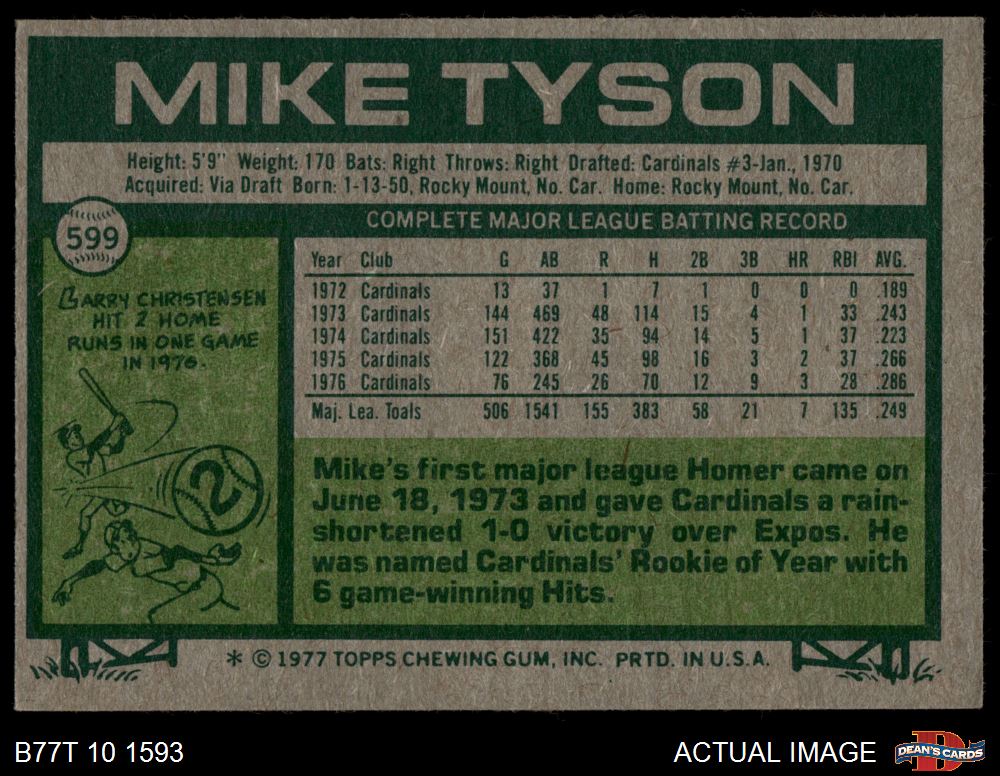 MIKE TYSON
Height: 5'9" Weight: 170 Bats: Right Throws: Right Drafted: Cardinals #3-Jan., 1970
Acquired: Via Draft Born: 1-13-50, Rocky Mount, No. Car. Home: Rocky Mount, No. Car.
599
COMPLETE MAJOR LEAGUE BATTING RECORD
Year Club G AB R H 2B 3B HR RBI AVG.
1972 Cardinals 13 37 1 7 1 0 0 0 .189
1973 Cardinals 144 469 48 114 15 4 1 33 .243
1974 Cardinals 151 422 35 94 14 5 1 37 .223
1975 Cardinals 122 368 45 98 16 3 2 37 .266
1976 Cardinals 76 245 26 70 12 9 3 28 .286
Maj. Lea. Toals 506 1541 155 383 58 21 7 135 .249
LARRY CHRISTENSEN
HIT 2 HOME
RUNS IN ONE GAME
IN 1976.
2
Mike's first major league Homer came on
June 18, 1973 and gave Cardinals a rain-
shortened 1-0 victory over Expos. He
was named Cardinals' Rookie of Year with
6 game-winning Hits.
* © 1977 TOPPS CHEWING GUM, INC. PRTD. IN U.S.A.
B77T 10 1593
ACTUAL IMAGE
DEAN'S CARDS